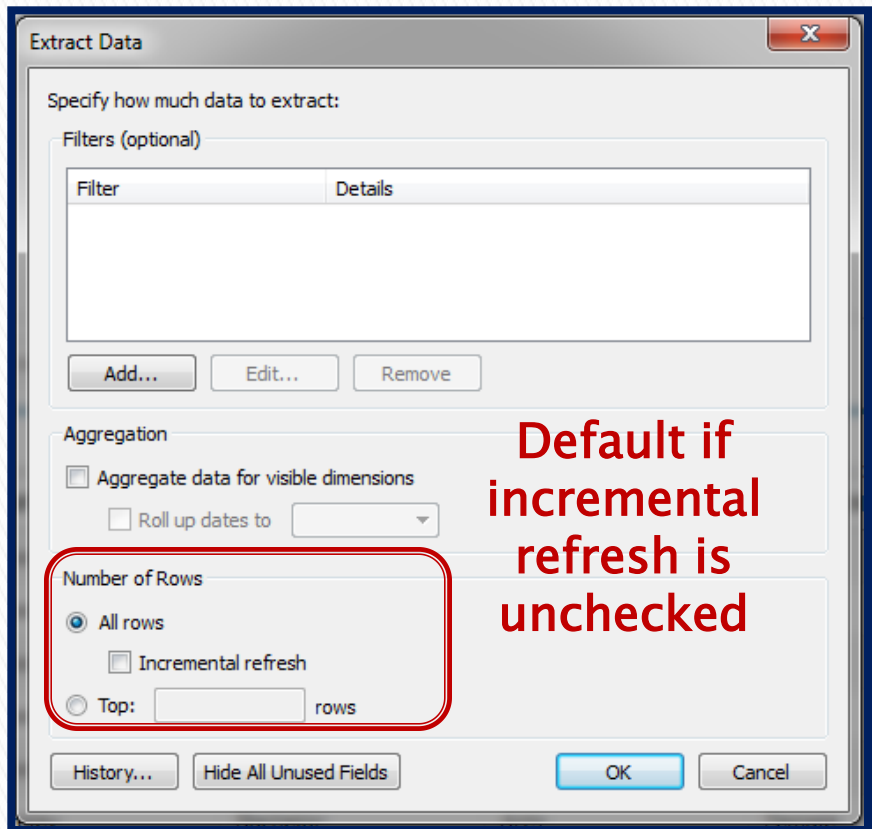 Extract Data
Specify how much data to extract:
Filters (optional)
Filter Details
Add... Edit... Remove
Aggregation
Aggregate data for visible dimensions
Roll up dates to
Default if
incremental
refresh is
unchecked
Number of Rows
All rows
Incremental refresh
Top: rows
History... Hide All Unused Fields OK Cancel